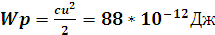 Wp = cu²/2 = 88 * 10⁻¹² Дж